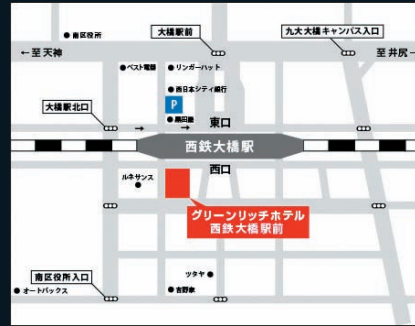 南区役所
大橋駅前
九大大橋キャンパス入口
←至天神
至井尻→
ベスト電器
リンガーハット
西日本シティ銀行
P
大橋駅北口
東口
西鉄大橋駅
西口
ルネサンス
グリーンリッチホテル
西鉄大橋駅前
ツタヤ
南区役所入口
オートバックス
吉野家